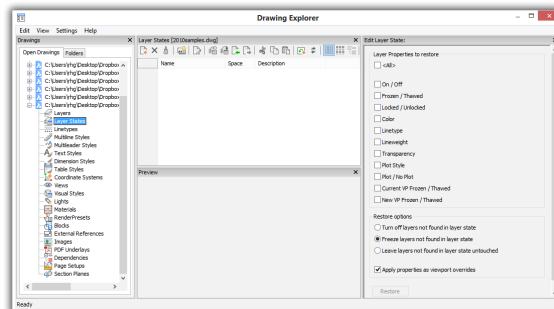 Drawing Explorer
Edit View Settings Help
Drawings
Open Drawings Folders
C:\Users\rhg\Desktop\Dropbox
C:\Users\rhg\Desktop\Dropbox
C:\Users\rhg\Desktop\Dropbox
C:\Users\rhg\Desktop\Dropbox
C:\Users\rhg\Desktop\Dropbox
C:\Users\rhg\Desktop\Dropbox
Layers
Layer States
Linetypes
Multiline Styles
Multileader Styles
Text Styles
Dimension Styles
Table Styles
Coordinate Systems
Views
Visual Styles
Lights
Materials
RenderPresets
Blocks
External References
Images
PDF Underlays
Dependencies
Page Setups
Section Planes
Layer States [2010samples.dwg]
Name Space Description
Preview
Edit Layer State:
Layer Properties to restore
<All>
On / Off
Frozen / Thawed
Locked / Unlocked
Color
Linetype
Lineweight
Transparency
Plot Style
Plot / No Plot
Current VP Frozen / Thawed
New VP Frozen / Thawed
Restore options
Turn off layers not found in layer state
Freeze layers not found in layer state
Leave layers not found in layer state untouched
Apply properties as viewport overrides
Restore
Ready